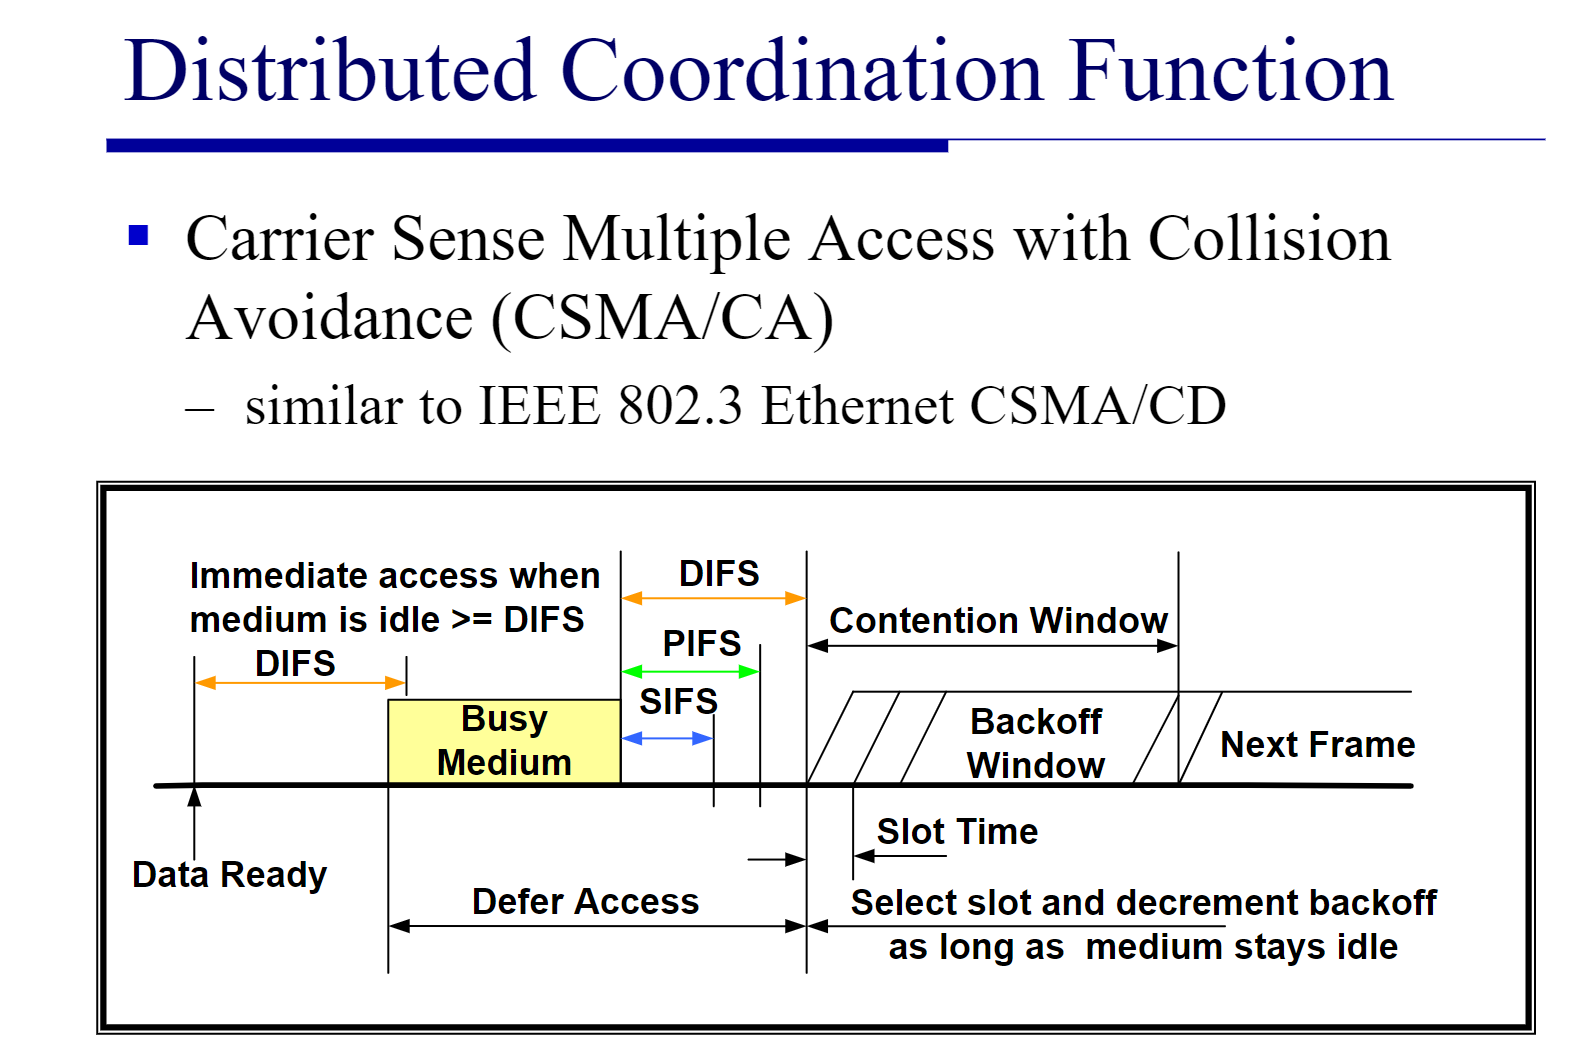 Distributed Coordination Function
Carrier Sense Multiple Access with Collision
Avoidance (CSMA/CA)
– similar to IEEE 802.3 Ethernet CSMA/CD
Immediate access when
medium is idle >= DIFS
DIFS
DIFS
PIFS
SIFS
Contention Window
Busy
Medium
Backoff
Window
Next Frame
Slot Time
Data Ready
Defer Access
Select slot and decrement backoff
as long as medium stays idle